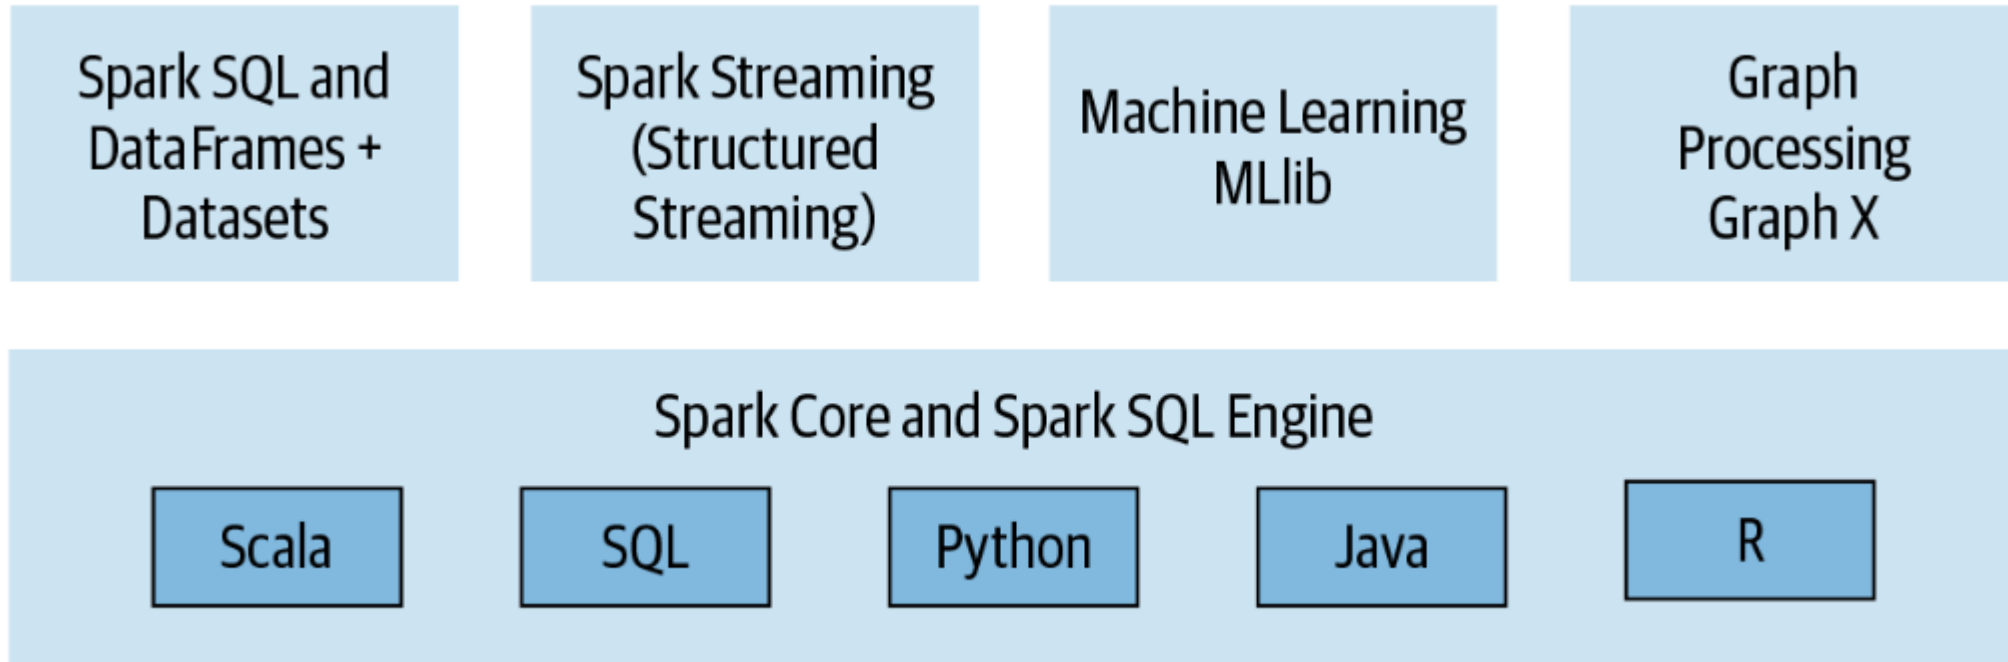 Spark SQL and
DataFrames +
Datasets
Spark Streaming
(Structured
Streaming)
Machine Learning
MLlib
Graph
Processing
Graph X
Spark Core and Spark SQL Engine
Scala
SQL
Python
Java
R